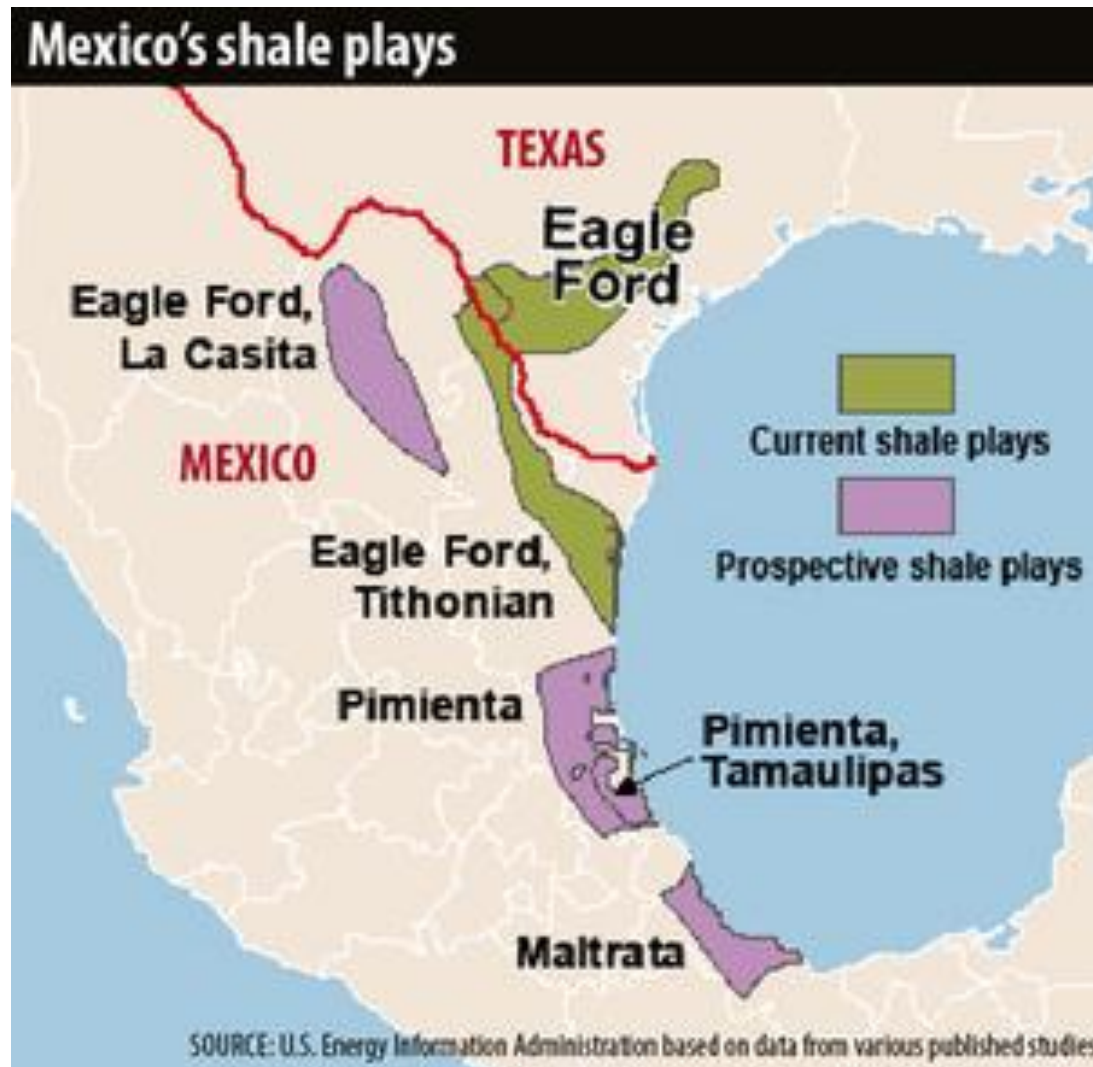 Mexico's shale plays
TEXAS
Eagle
Ford
Eagle Ford,
La Casita
MEXICO
Current shale plays
Prospective shale plays
Eagle Ford,
Tithonian
Pimienta
Pimienta,
Tamaulipas
Maltrata
SOURCE: U.S. Energy Information Administration based on data from various published studies